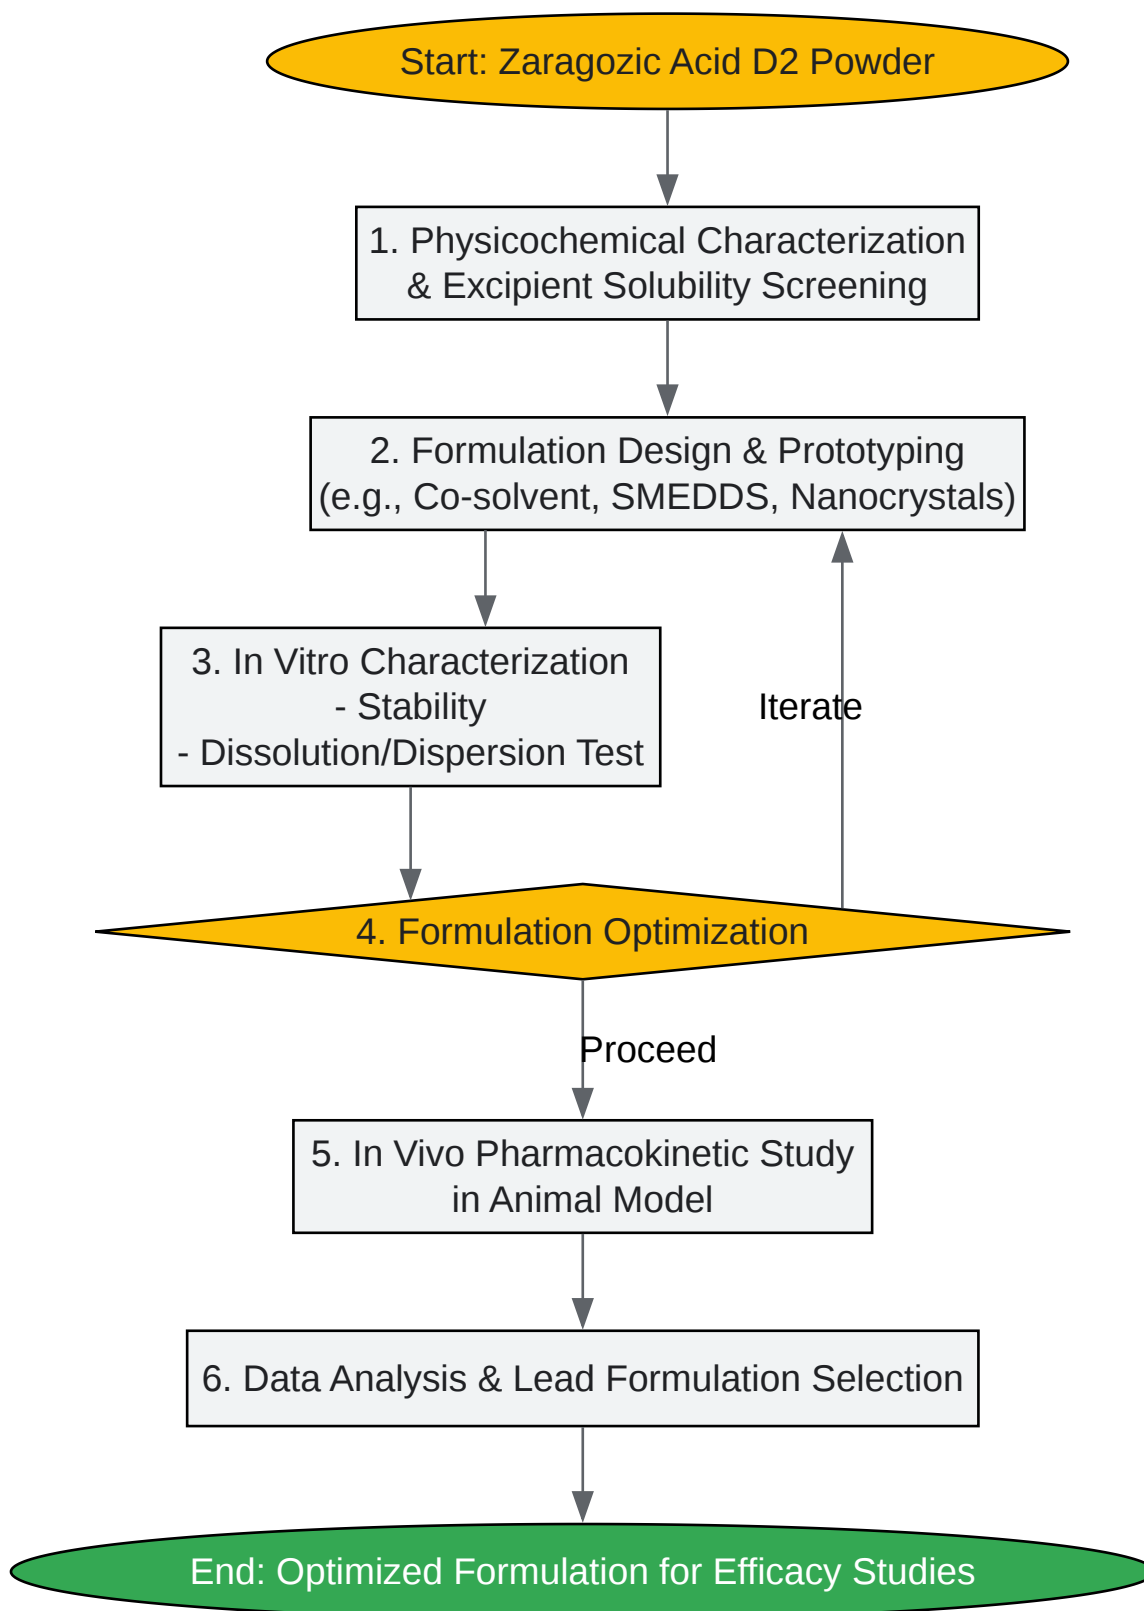 Start: Zaragozic Acid D2 Powder
1. Physicochemical Characterization
& Excipient Solubility Screening
2. Formulation Design & Prototyping
(e.g., Co-solvent, SMEDDS, Nanocrystals)
3. In Vitro Characterization
- Stability
- Dissolution/Dispersion Test
Iterate
4. Formulation Optimization
Proceed
5. In Vivo Pharmacokinetic Study
in Animal Model
6. Data Analysis & Lead Formulation Selection
End: Optimized Formulation for Efficacy Studies